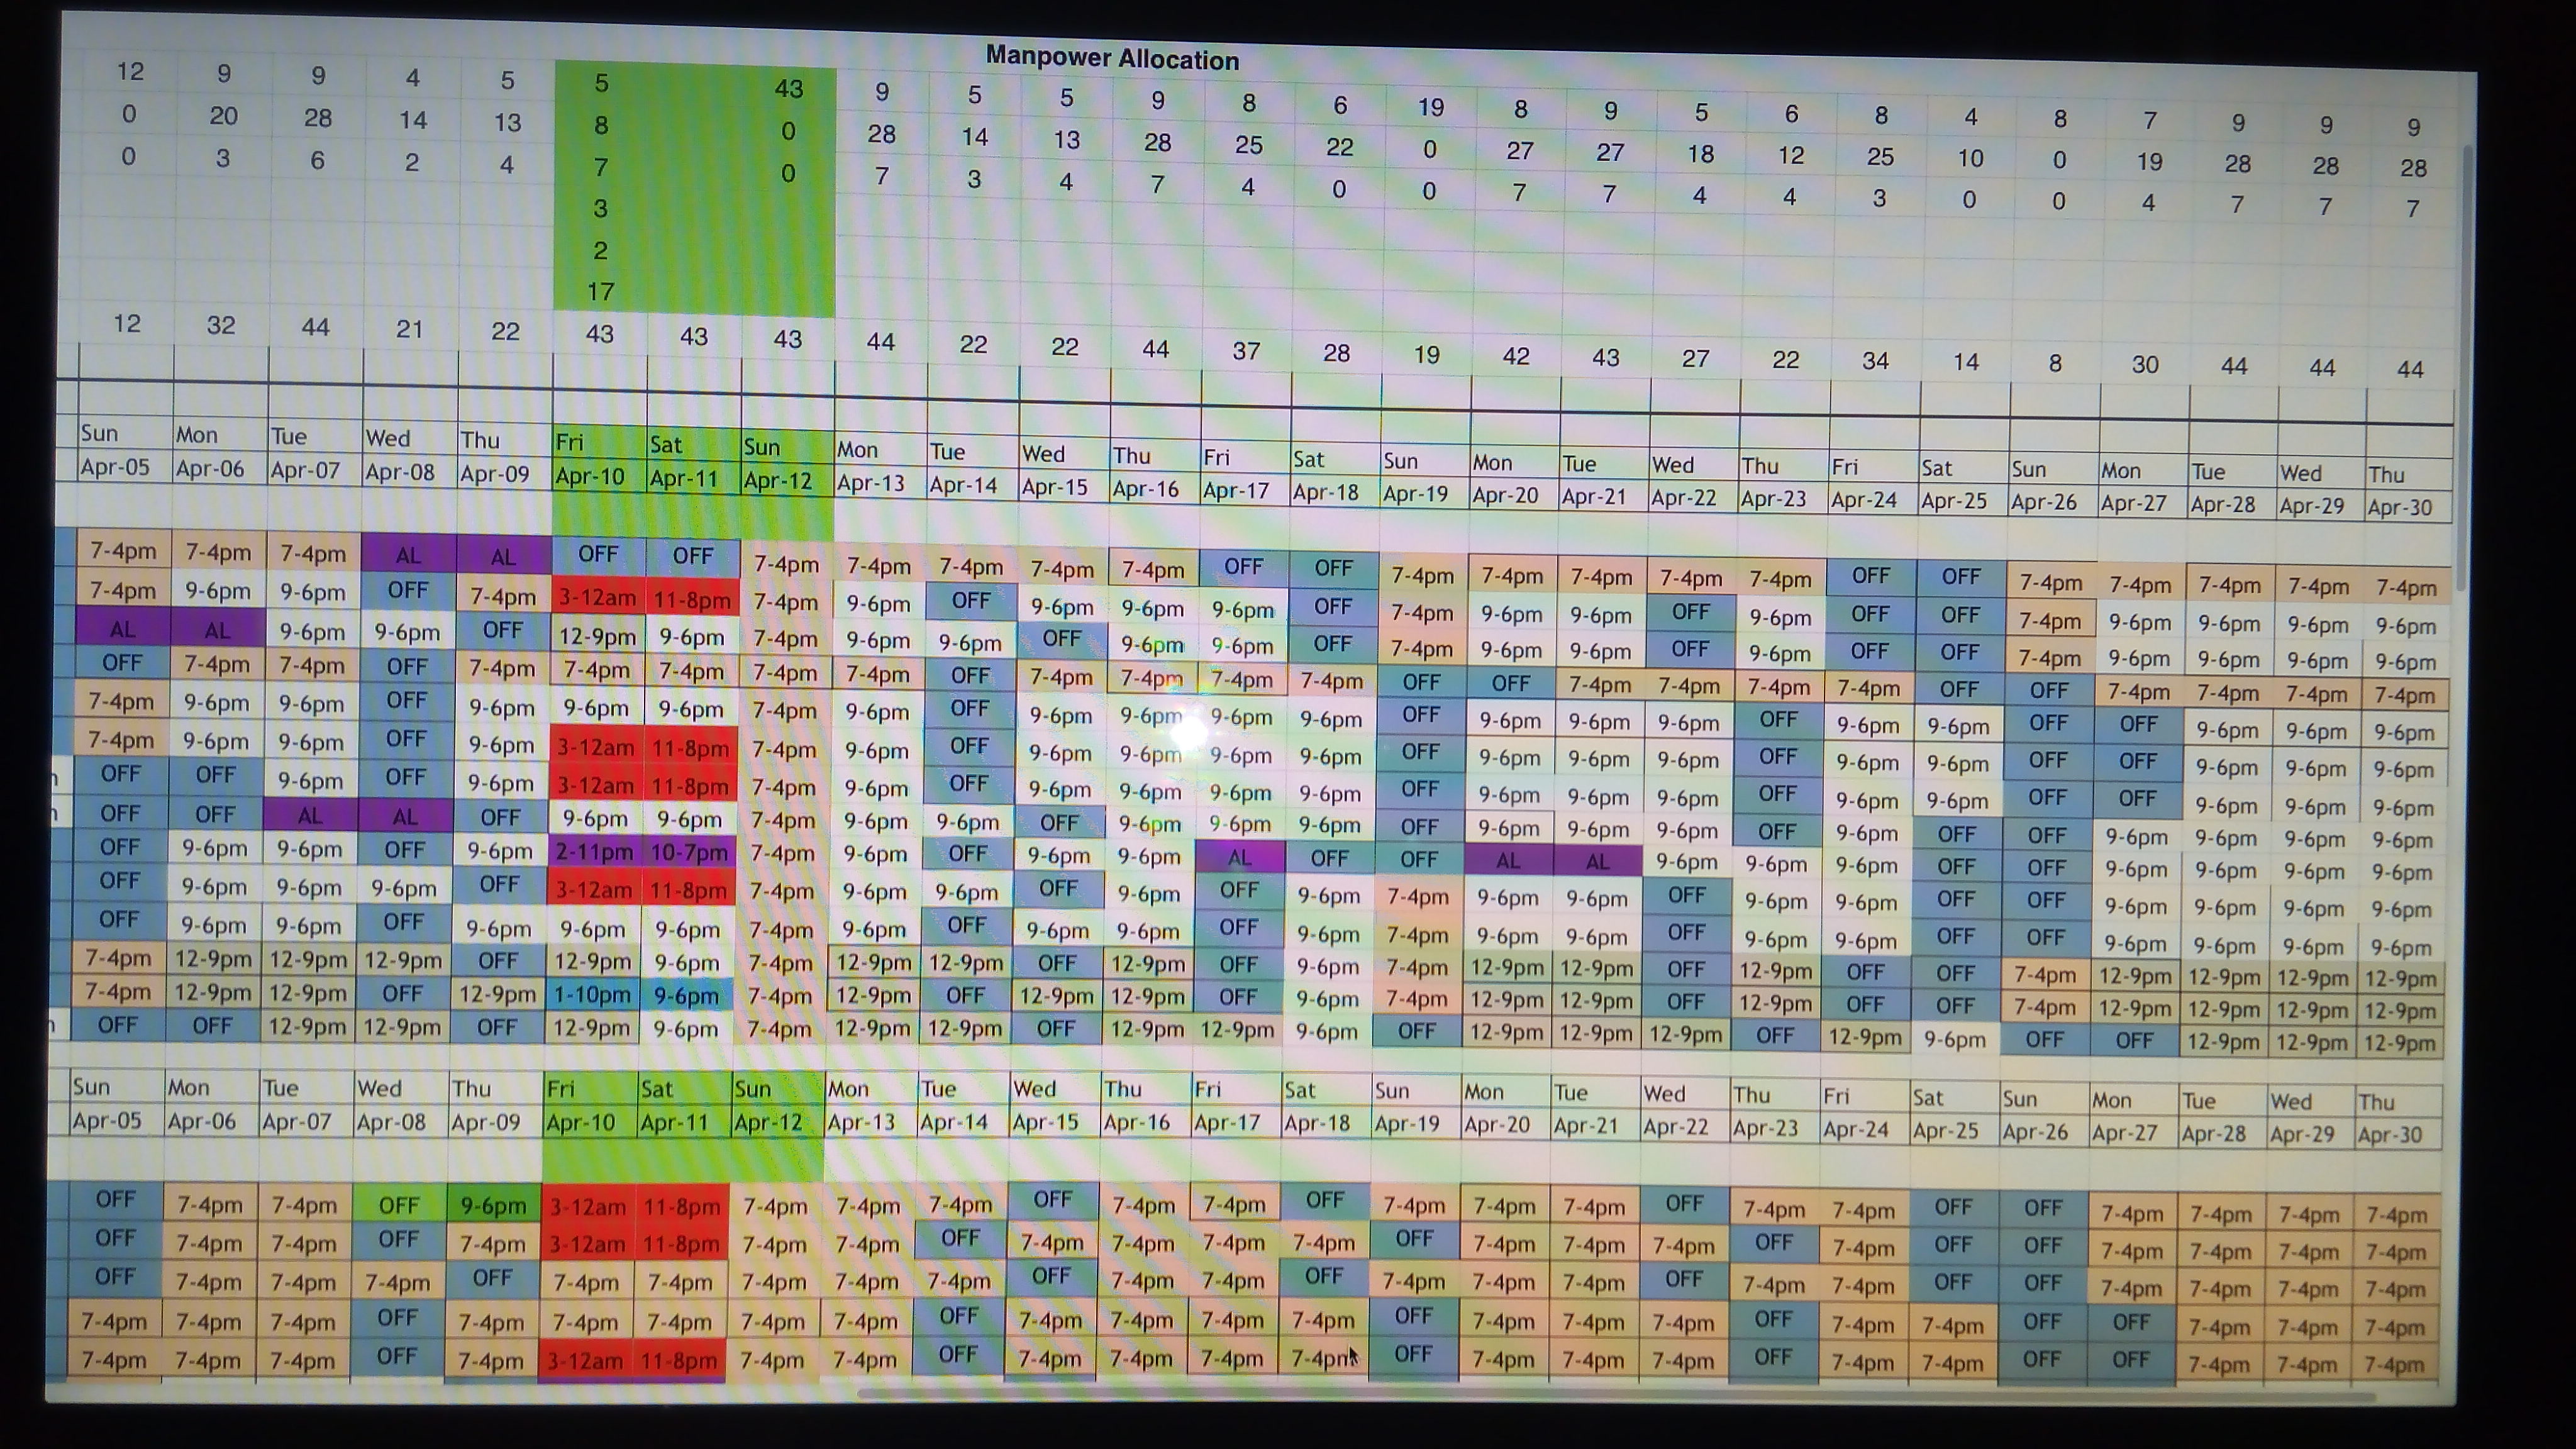 Manpower Allocation
12 9 9 4 5 5 43 9 5 5 9 8 6 19 8 9 5 6 8 4 8 7 9 9 9
0 20 28 14 13 8 0 28 14 13 28 25 22 0 27 27 18 12 25 10 0 19 28 28 28
0 3 6 2 4 7 0 7 3 4 7 4 0 0 7 7 4 4 3 0 0 4 7 7 7
3
2
17
12 32 44 21 22 43 43 43 44 22 22 44 37 28 19 42 43 27 22 34 14 8 30 44 44 44
Sun Mon Tue Wed Thu Fri Sat Sun Mon Tue Wed Thu Fri Sat Sun Mon Tue Wed Thu Fri Sat Sun Mon Tue Wed Thu
Apr-05 Apr-06 Apr-07 Apr-08 Apr-09 Apr-10 Apr-11 Apr-12 Apr-13 Apr-14 Apr-15 Apr-16 Apr-17 Apr-18 Apr-19 Apr-20 Apr-21 Apr-22 Apr-23 Apr-24 Apr-25 Apr-26 Apr-27 Apr-28 Apr-29 Apr-30
7-4pm 7-4pm 7-4pm AL AL OFF OFF 7-4pm 7-4pm 7-4pm 7-4pm 7-4pm OFF OFF 7-4pm 7-4pm 7-4pm 7-4pm 7-4pm OFF OFF 7-4pm 7-4pm 7-4pm 7-4pm 7-4pm
7-4pm 9-6pm 9-6pm OFF 7-4pm 3-12am 11-8pm 7-4pm 9-6pm OFF 9-6pm 9-6pm 9-6pm OFF 7-4pm 9-6pm 9-6pm OFF 9-6pm OFF OFF 7-4pm 9-6pm 9-6pm 9-6pm 9-6pm
AL AL 9-6pm 9-6pm OFF 12-9pm 9-6pm 7-4pm 9-6pm 9-6pm OFF 9-6pm 9-6pm OFF 7-4pm 9-6pm 9-6pm OFF 9-6pm OFF OFF 7-4pm 9-6pm 9-6pm 9-6pm 9-6pm
OFF 7-4pm 7-4pm OFF 7-4pm 7-4pm 7-4pm 7-4pm 7-4pm OFF 7-4pm 7-4pm 7-4pm 7-4pm OFF OFF 7-4pm 7-4pm 7-4pm 7-4pm OFF OFF 7-4pm 7-4pm 7-4pm 7-4pm
7-4pm 9-6pm 9-6pm OFF 9-6pm 9-6pm 9-6pm 7-4pm 9-6pm OFF 9-6pm 9-6pm 9-6pm 9-6pm OFF 9-6pm 9-6pm 9-6pm OFF 9-6pm 9-6pm OFF OFF 9-6pm 9-6pm 9-6pm
7-4pm 9-6pm 9-6pm OFF 9-6pm 3-12am 11-8pm 7-4pm 9-6pm OFF 9-6pm 9-6pm 9-6pm 9-6pm OFF 9-6pm 9-6pm 9-6pm OFF 9-6pm 9-6pm OFF OFF 9-6pm 9-6pm 9-6pm
OFF OFF 9-6pm OFF 9-6pm 3-12am 11-8pm 7-4pm 9-6pm OFF 9-6pm 9-6pm 9-6pm 9-6pm OFF 9-6pm 9-6pm 9-6pm OFF 9-6pm 9-6pm OFF OFF 9-6pm 9-6pm 9-6pm
OFF OFF AL AL OFF 9-6pm 9-6pm 7-4pm 9-6pm 9-6pm OFF 9-6pm 9-6pm 9-6pm OFF 9-6pm 9-6pm 9-6pm OFF 9-6pm OFF OFF 9-6pm 9-6pm 9-6pm 9-6pm
OFF 9-6pm 9-6pm OFF 9-6pm 2-11pm 10-7pm 7-4pm 9-6pm OFF 9-6pm 9-6pm AL OFF OFF AL AL 9-6pm 9-6pm 9-6pm OFF OFF 9-6pm 9-6pm 9-6pm 9-6pm
OFF 9-6pm 9-6pm 9-6pm OFF 3-12am 11-8pm 7-4pm 9-6pm 9-6pm OFF 9-6pm OFF 9-6pm 7-4pm 9-6pm 9-6pm OFF 9-6pm 9-6pm OFF OFF 9-6pm 9-6pm 9-6pm 9-6pm
OFF 9-6pm 9-6pm OFF 9-6pm 9-6pm 9-6pm 7-4pm 9-6pm OFF 9-6pm 9-6pm OFF 9-6pm 7-4pm 9-6pm 9-6pm OFF 9-6pm 9-6pm OFF OFF 9-6pm 9-6pm 9-6pm 9-6pm
7-4pm 12-9pm 12-9pm 12-9pm OFF 12-9pm 9-6pm 7-4pm 12-9pm 12-9pm OFF 12-9pm OFF 9-6pm 7-4pm 12-9pm 12-9pm OFF 12-9pm OFF OFF 7-4pm 12-9pm 12-9pm 12-9pm 12-9pm
7-4pm 12-9pm 12-9pm OFF 12-9pm 1-10pm 9-6pm 7-4pm 12-9pm OFF 12-9pm 12-9pm OFF 9-6pm 7-4pm 12-9pm 12-9pm OFF 12-9pm OFF OFF 7-4pm 12-9pm 12-9pm 12-9pm 12-9pm
OFF OFF 12-9pm 12-9pm OFF 12-9pm 9-6pm 7-4pm 12-9pm 12-9pm OFF 12-9pm 12-9pm 9-6pm OFF 12-9pm 12-9pm 12-9pm OFF 12-9pm 9-6pm OFF OFF 12-9pm 12-9pm 12-9pm
Sun Mon Tue Wed Thu Fri Sat Sun Mon Tue Wed Thu Fri Sat Sun Mon Tue Wed Thu Fri Sat Sun Mon Tue Wed Thu
Apr-05 Apr-06 Apr-07 Apr-08 Apr-09 Apr-10 Apr-11 Apr-12 Apr-13 Apr-14 Apr-15 Apr-16 Apr-17 Apr-18 Apr-19 Apr-20 Apr-21 Apr-22 Apr-23 Apr-24 Apr-25 Apr-26 Apr-27 Apr-28 Apr-29 Apr-30
OFF 7-4pm 7-4pm OFF 9-6pm 3-12am 11-8pm 7-4pm 7-4pm 7-4pm OFF 7-4pm 7-4pm OFF 7-4pm 7-4pm 7-4pm OFF 7-4pm 7-4pm OFF OFF 7-4pm 7-4pm 7-4pm 7-4pm
OFF 7-4pm 7-4pm OFF 7-4pm 3-12am 11-8pm 7-4pm 7-4pm OFF 7-4pm 7-4pm 7-4pm 7-4pm OFF 7-4pm 7-4pm 7-4pm OFF 7-4pm OFF OFF 7-4pm 7-4pm 7-4pm 7-4pm
OFF 7-4pm 7-4pm 7-4pm OFF 7-4pm 7-4pm 7-4pm 7-4pm 7-4pm OFF 7-4pm 7-4pm OFF 7-4pm 7-4pm 7-4pm OFF 7-4pm 7-4pm OFF OFF 7-4pm 7-4pm 7-4pm 7-4pm
7-4pm 7-4pm 7-4pm OFF 7-4pm 7-4pm 7-4pm 7-4pm 7-4pm OFF 7-4pm 7-4pm 7-4pm 7-4pm OFF 7-4pm 7-4pm 7-4pm OFF 7-4pm 7-4pm OFF OFF 7-4pm 7-4pm 7-4pm
7-4pm 7-4pm 7-4pm OFF 7-4pm 3-12am 11-8pm 7-4pm 7-4pm OFF 7-4pm 7-4pm 7-4pm 7-4pm OFF 7-4pm 7-4pm 7-4pm OFF 7-4pm 7-4pm OFF OFF 7-4pm 7-4pm 7-4pm